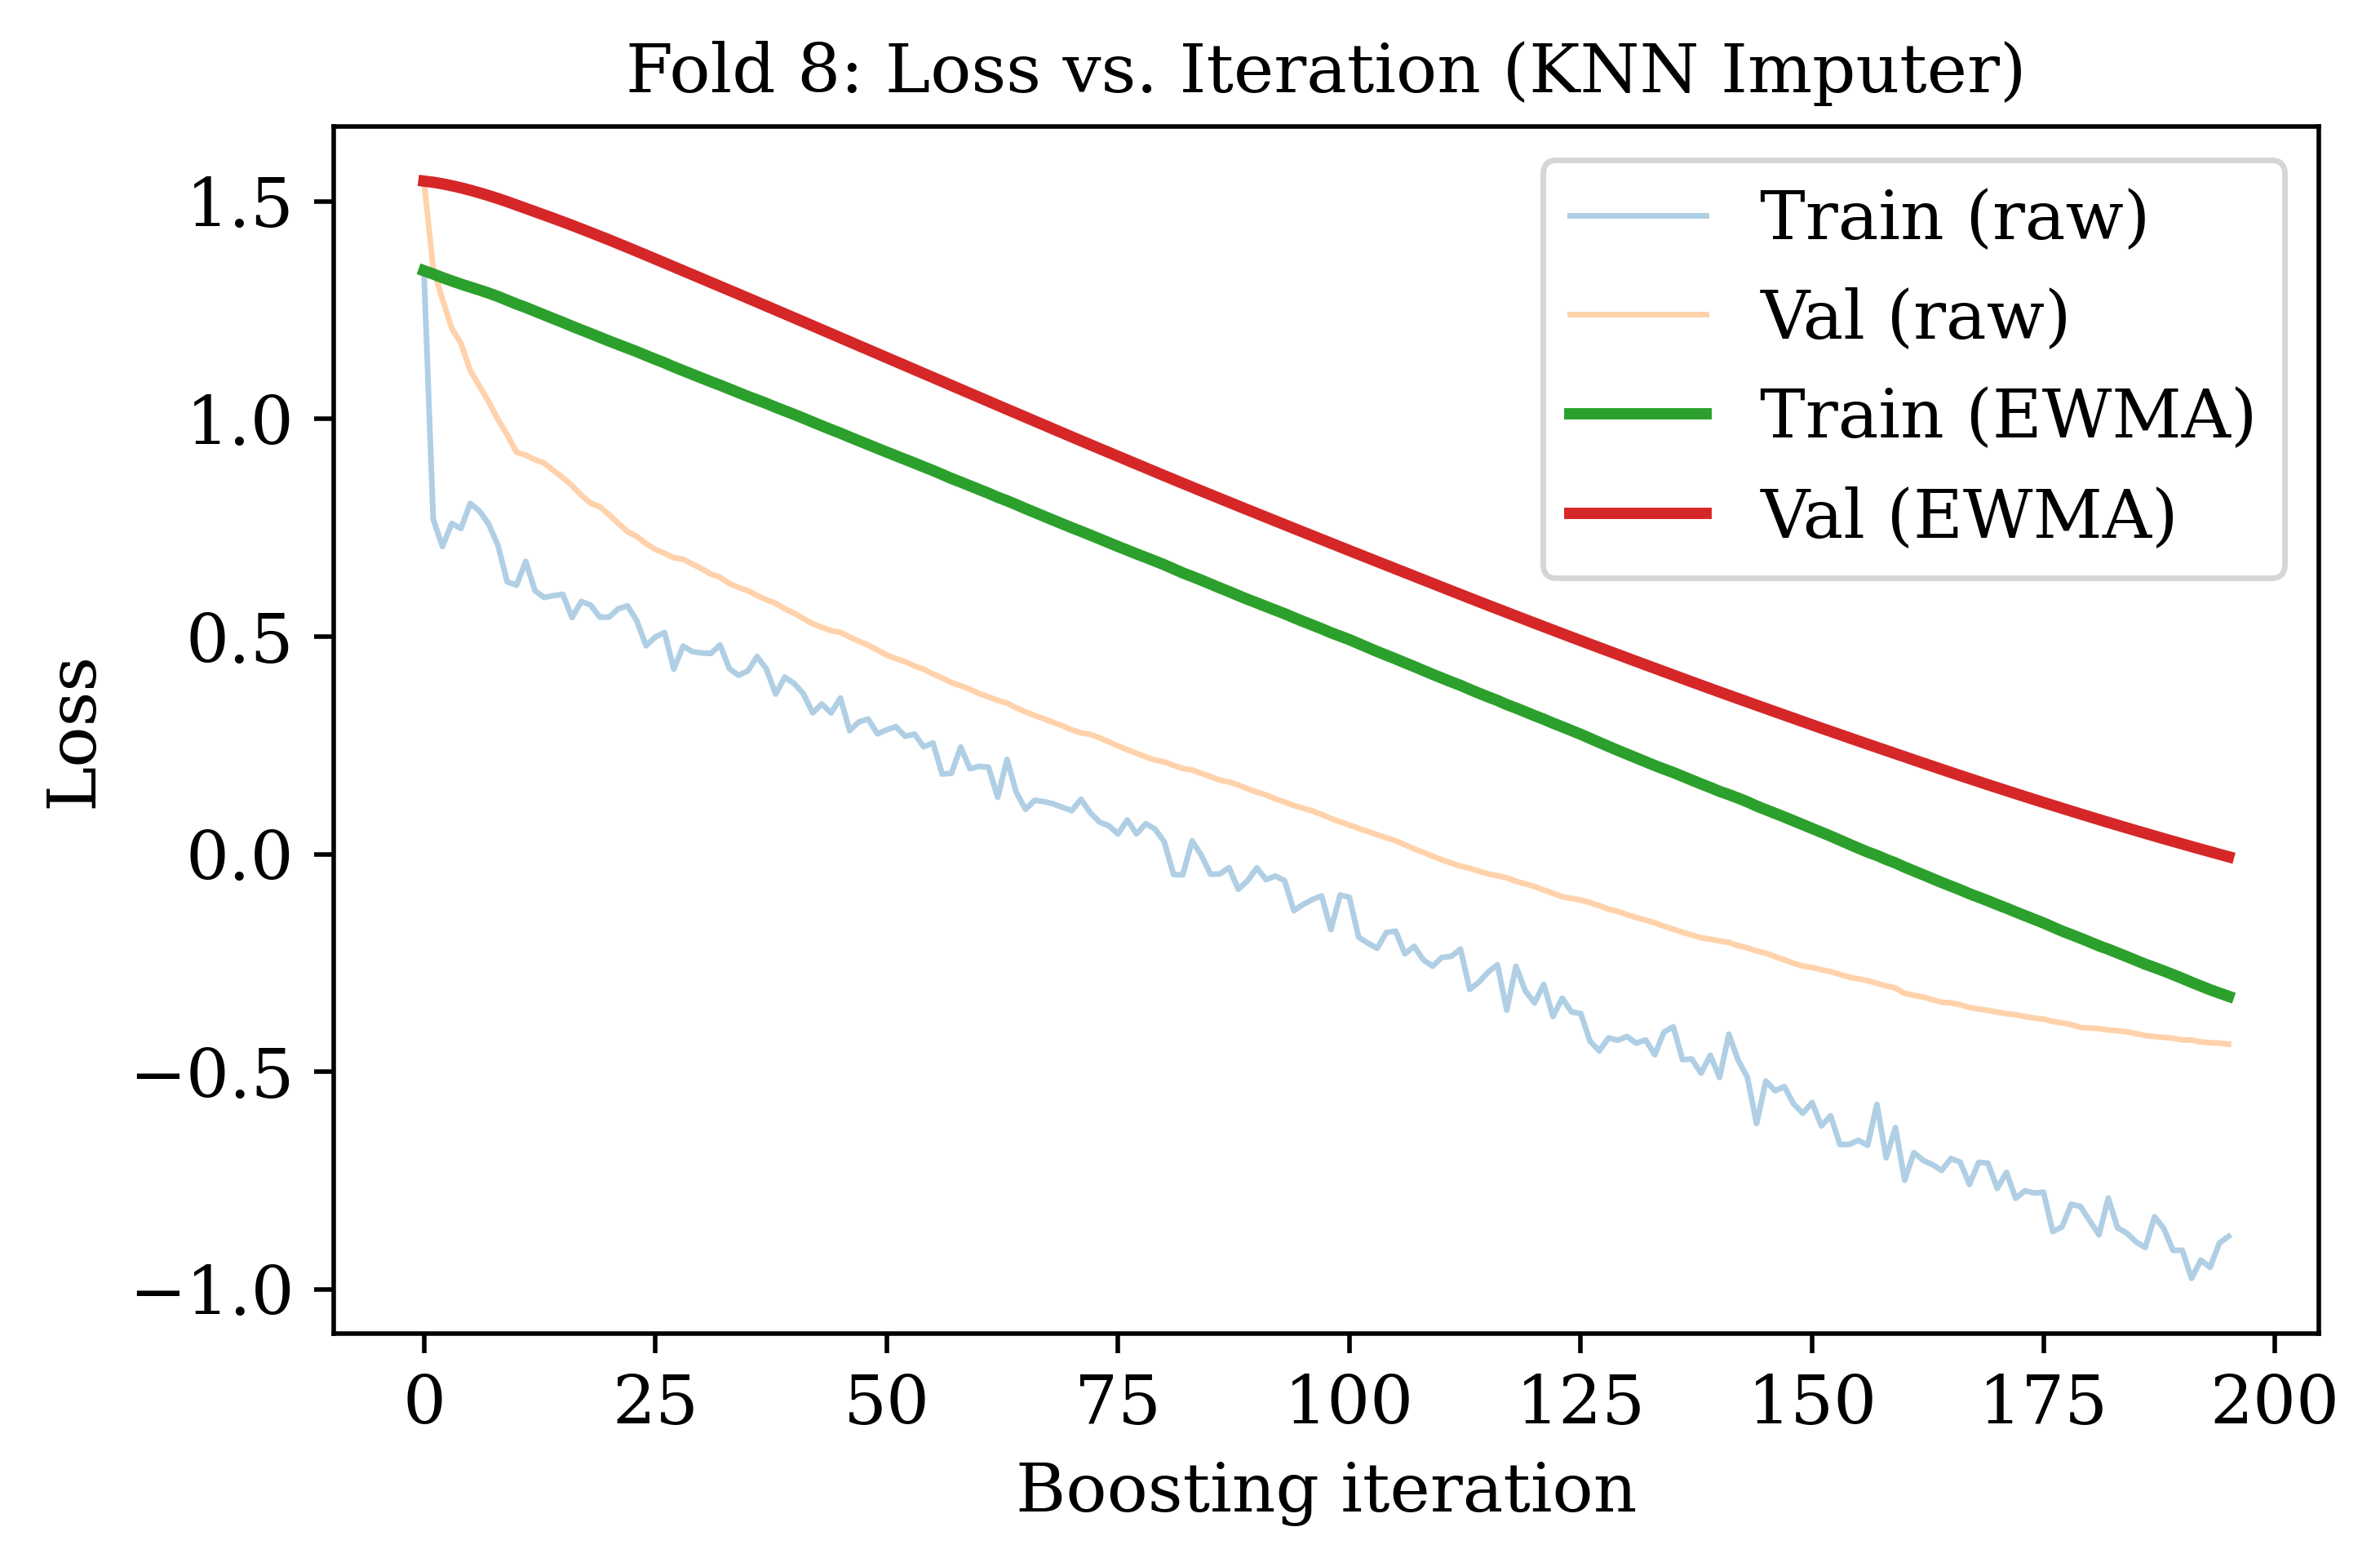 Fold 8: Loss vs. Iteration (KNN Imputer)
Train (raw)
Val (raw)
Train (EWMA)
Val (EWMA)
1.5
1.0
0.5
0.0
−0.5
−1.0
Loss
0 25 50 75 100 125 150 175 200
Boosting iteration